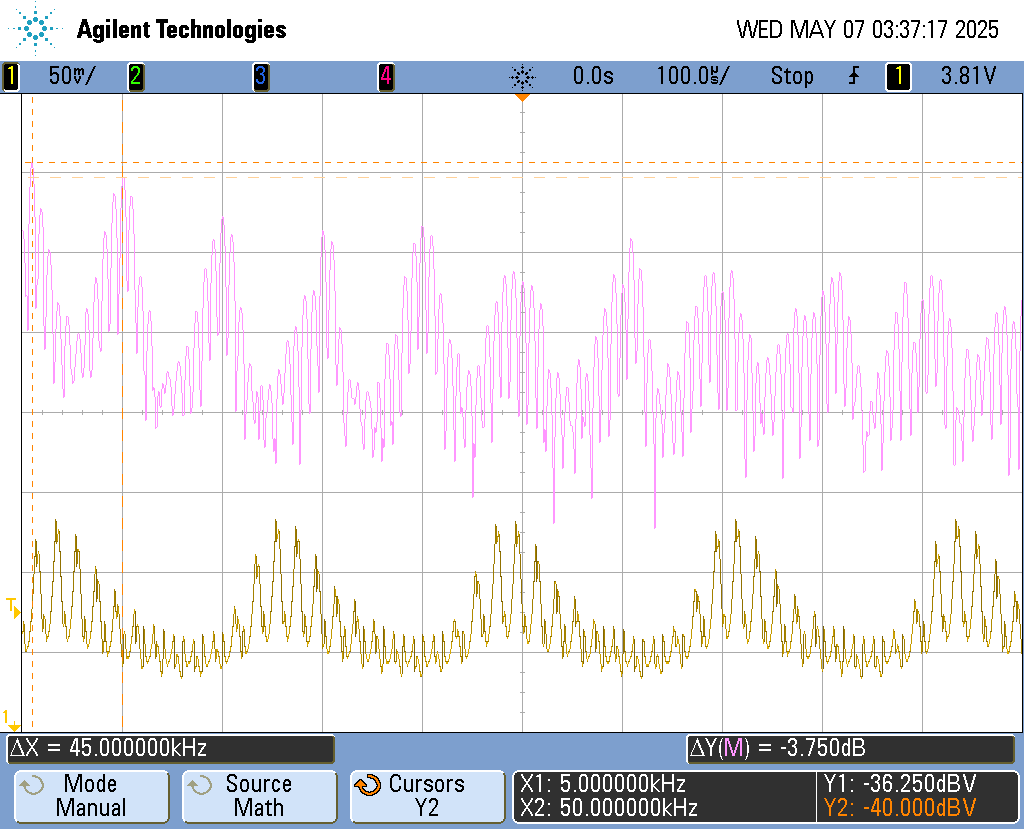 Agilent Technologies WED MAY 07 03:37:17 2025
1 50mV/ 2 3 4 0.0s 100.0µs/ Stop 1 3.81V
T
1
ΔX = 45.000000kHz ΔY(M) = -3.750dB
Mode Manual
Source Math
Cursors Y2
X1: 5.000000kHz Y1: -36.250dBV
X2: 50.000000kHz Y2: -40.000dBV